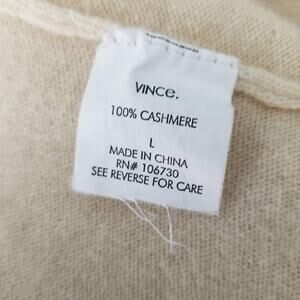 VINCE.
100% CASHMERE
L
MADE IN CHINA
RN# 106730
SEE REVERSE FOR CARE